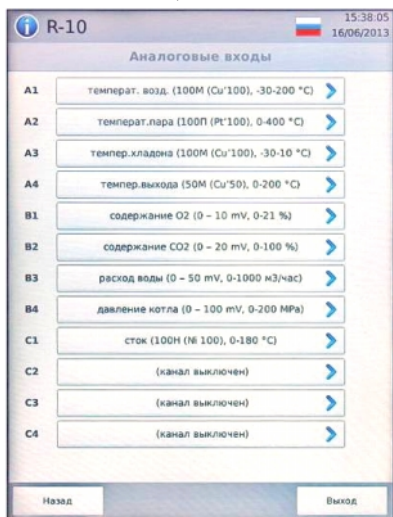 R-10
15:38:05
16/06/2013
Аналоговые входы
A1 температ. возд. (100М (Cu'100), -30-200 °C)
A2 температ.пара (100П (Pt'100), 0-400 °C)
A3 темпер.хладона (100М (Cu'100), -30-10 °C)
A4 темпер.выхода (50М (Cu'50), 0-200 °C)
B1 содержание O2 (0 – 10 mV, 0-21 %)
B2 содержание CO2 (0 – 20 mV, 0-100 %)
B3 расход воды (0 – 50 mV, 0-1000 м3/час)
B4 давление котла (0 – 100 mV, 0-200 MPa)
C1 сток (100Н (Ni 100), 0-180 °C)
C2 (канал выключен)
C3 (канал выключен)
C4 (канал выключен)
Назад Выход